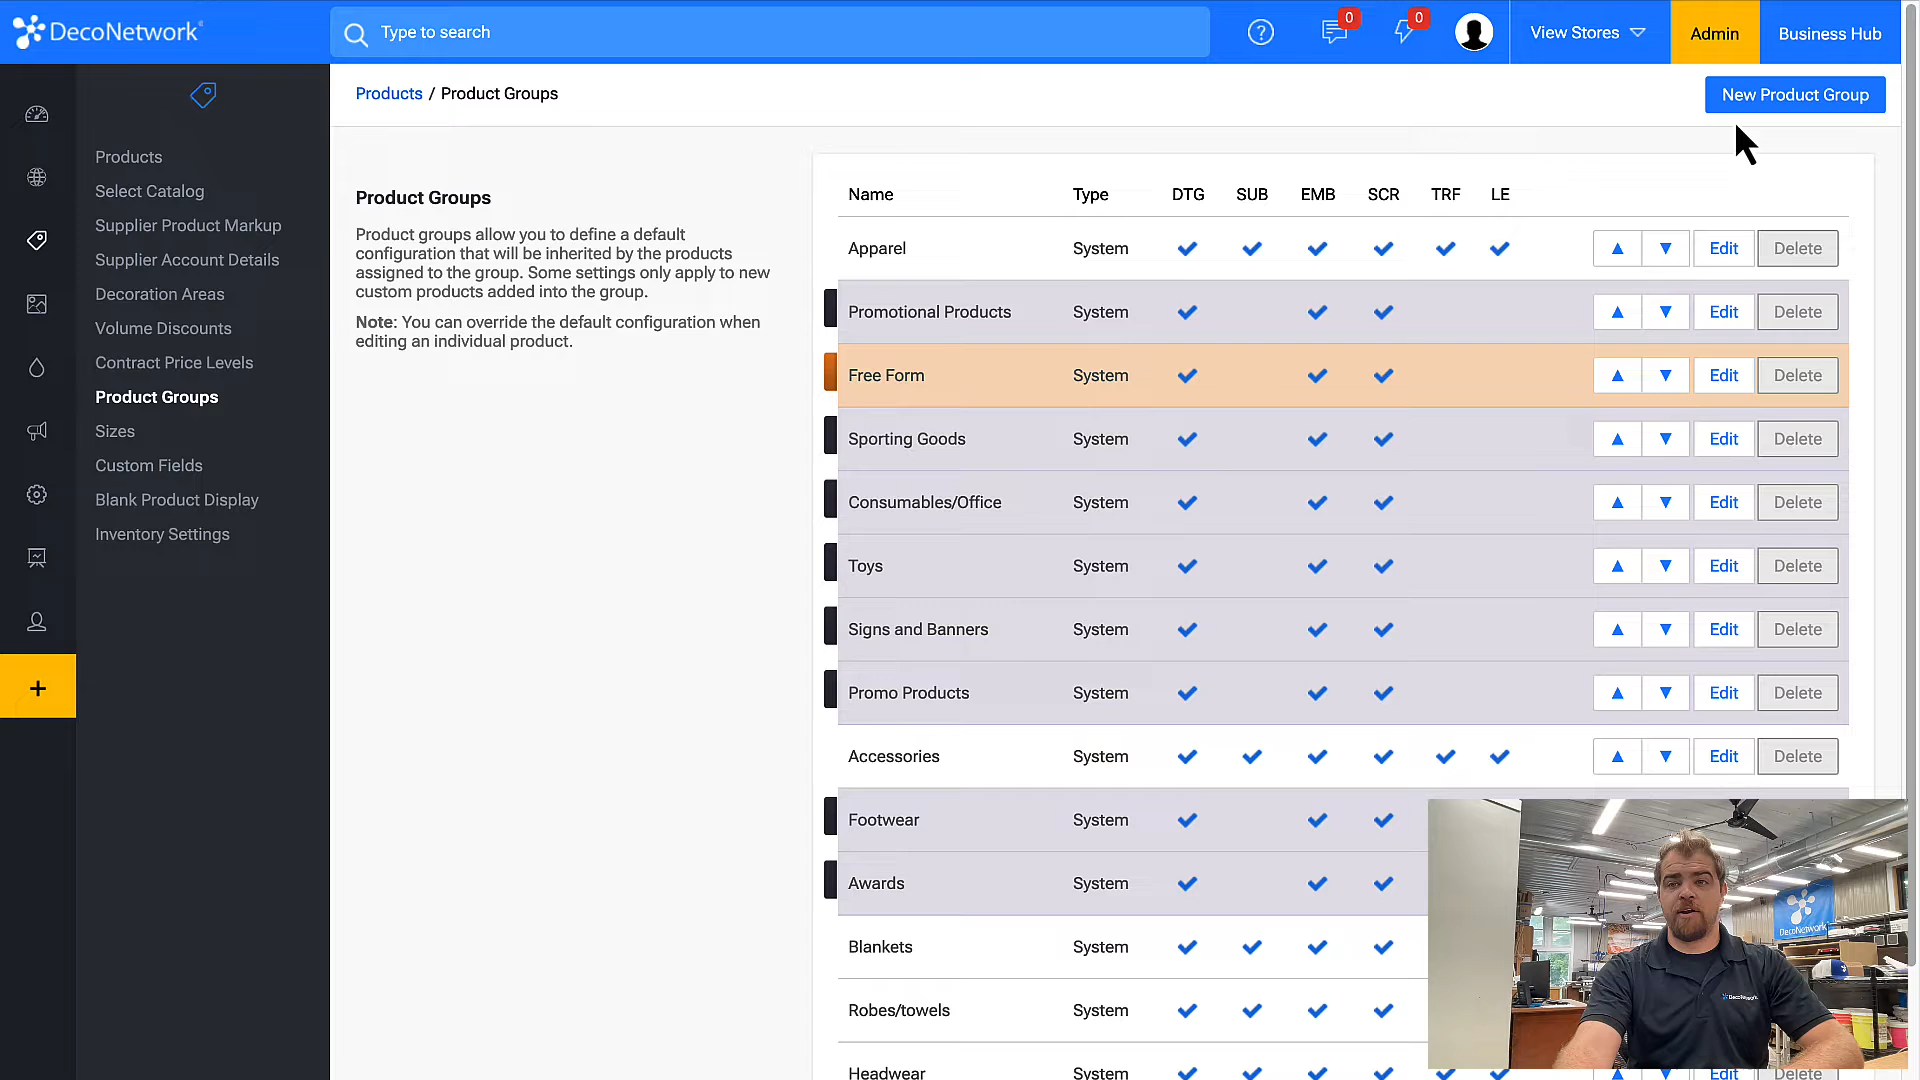 DecoNetwork
Type to search
0
0
View Stores
Admin
Business Hub
Products / Product Groups
New Product Group
Products
Select Catalog
Supplier Product Markup
Supplier Account Details
Decoration Areas
Volume Discounts
Contract Price Levels
Product Groups
Sizes
Custom Fields
Blank Product Display
Inventory Settings
Product Groups
Product groups allow you to define a default
configuration that will be inherited by the products
assigned to the group. Some settings only apply to new
custom products added into the group.
Note: You can override the default configuration when
editing an individual product.
Name Type DTG SUB EMB SCR TRF LE
Apparel System Edit Delete
Promotional Products System Edit Delete
Free Form System Edit Delete
Sporting Goods System Edit Delete
Consumables/Office System Edit Delete
Toys System Edit Delete
Signs and Banners System Edit Delete
Promo Products System Edit Delete
Accessories System Edit Delete
Footwear System
Awards System
Blankets System
Robes/towels System
Headwear System Edit Delete
DecoNetwork
DecoNetwork